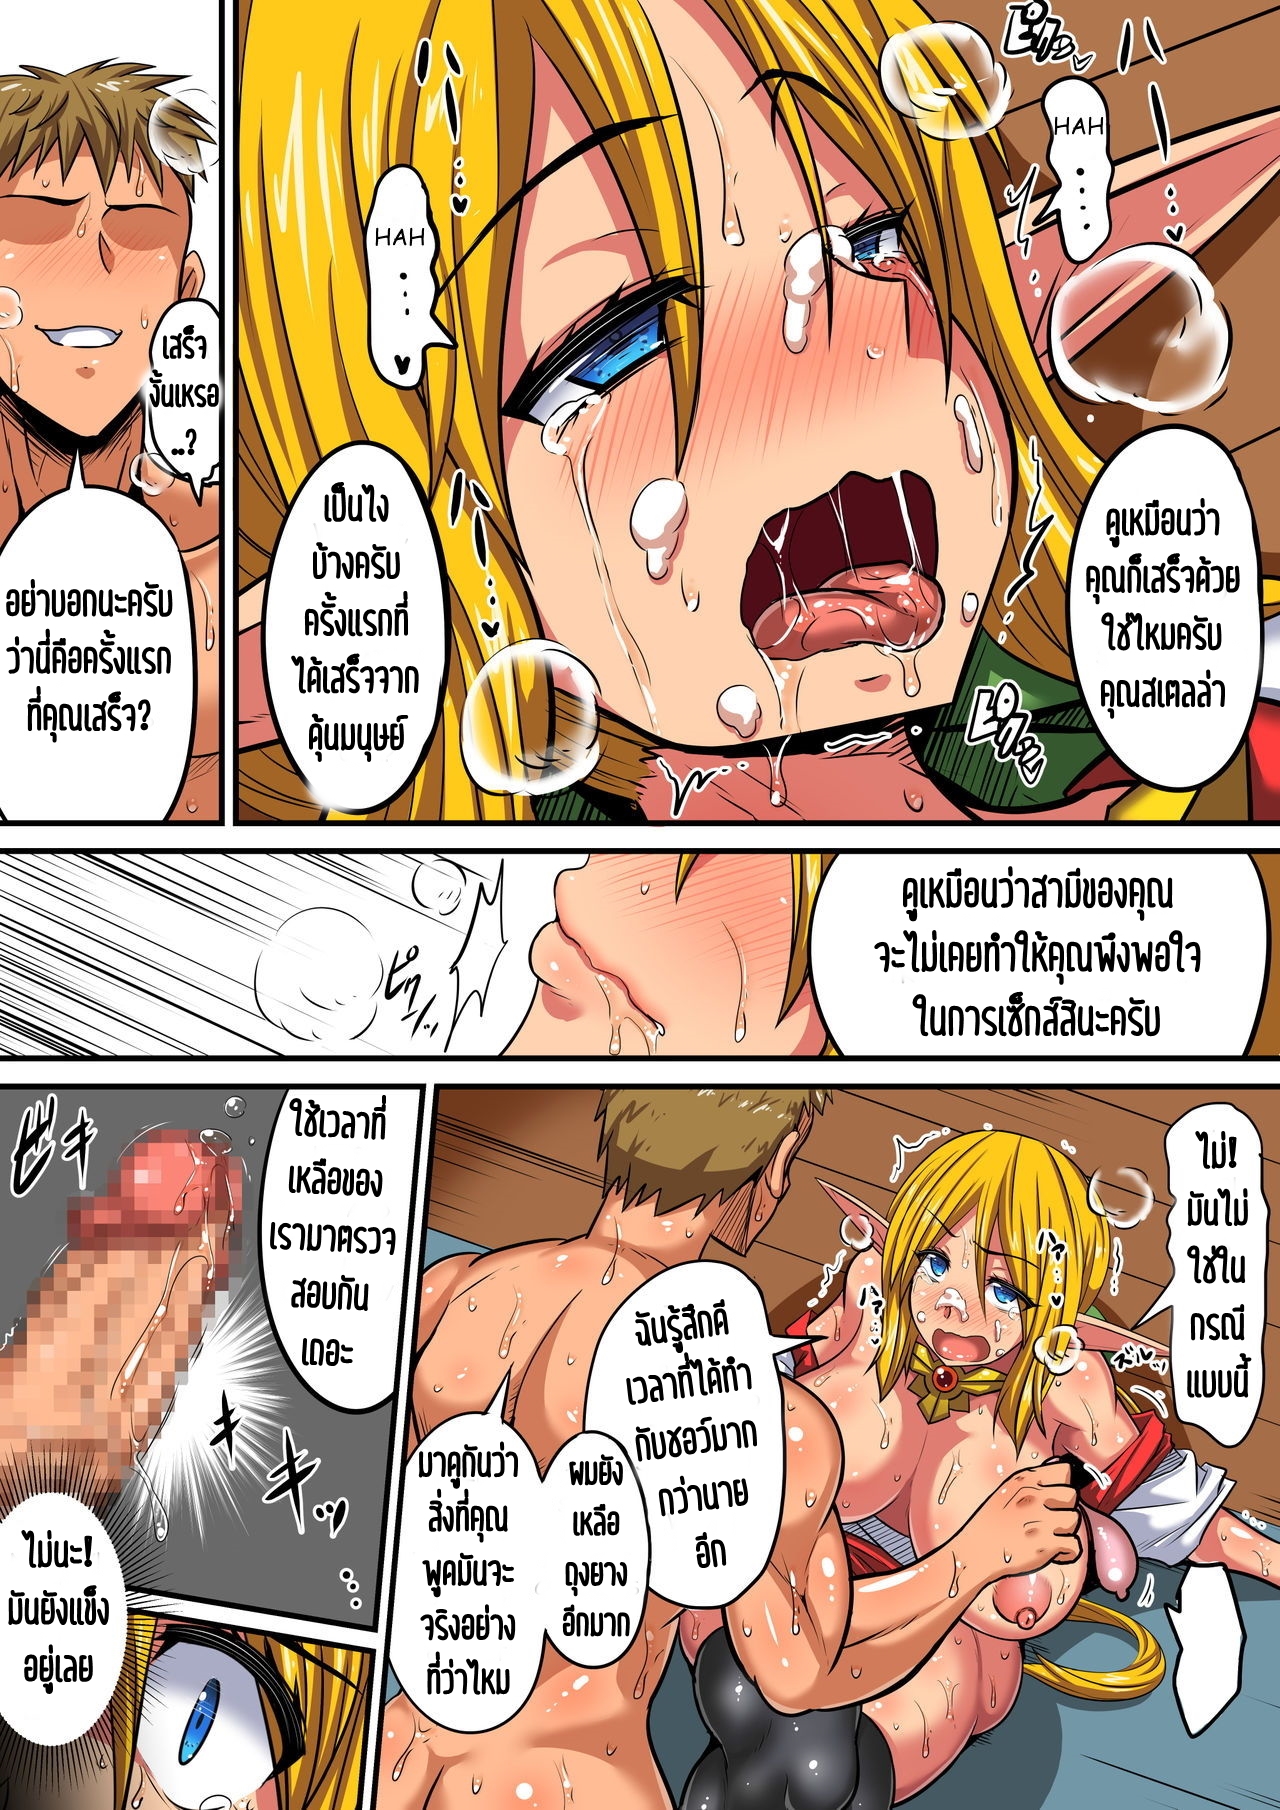 HAH
....
HAH
....
คูเหมือนว่า
คุณก็เสร็จด้วย
ใช่ไหมครับ
คุณสเตลล่า
เป็นไง
บ้างครับ
ครั้งแรกที่
ได้เสร็จจาก
คุ้นมนุษย์
เสร็จ
งั้นเหรอ
..?
อย่าบอกนะครับ
ว่านี่คือครั้งแรก
ที่คุณเสร็จ?
คูเหมือนว่าสามีของคุณ
จะไม่เคยทำให้คุณพึงพอใจ
ในการเซ็กส์สินะครับ
ピク
ไม่!
มันไม่
ใช่ใน
กรณี
แบบนี้
ฉันรู้สึกดี
เวลาที่ได้ทำ
กับชอว์มาก
กว่านาย
อีก
ผมยัง
เหลือ
ถุงยาง
อีกมาก
มาดูกันว่า
สิ่งที่คุณ
พูคมันจะ
จริงอย่าง
ที่ว่าไหม
ใช้เวลาที่
เหลือของ
เรามาตรวจ
สอบกัน
เถอะ
ไม่นะ!
มันยังแข็ง
อยู่เลย